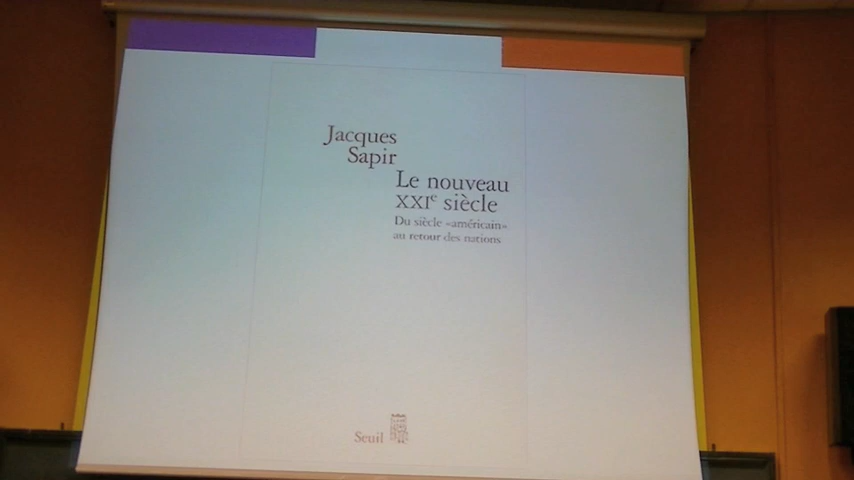 Jacques
Sapir
Le nouveau
XXIe siècle
Du siècle «américain»
au retour des nations
Seuil